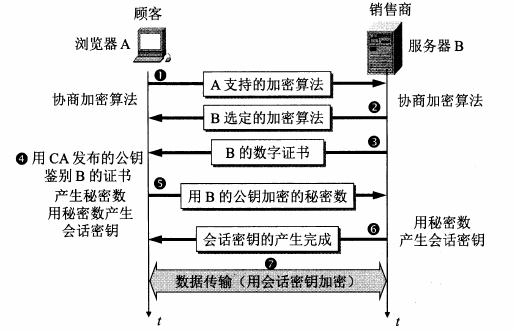 顾客
销售商
浏览器 A
服务器 B
❶
A 支持的加密算法
协商加密算法
协商加密算法
B 选定的加密算法
❷
B 的数字证书
❸
❹ 用 CA 发布的公钥
鉴别 B 的证书
❺
产生秘密数
用 B 的公钥加密的秘密数
用秘密数产生
会话密钥
❻
会话密钥的产生完成
用秘密数
产生会话密钥
❼
数据传输（用会话密钥加密）
t
t